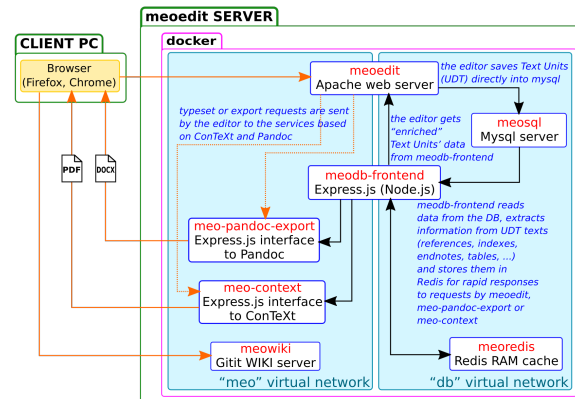 meoedit SERVER
CLIENT PC
docker
Browser
(Firefox, Chrome)
meoedit
Apache web server
the editor saves Text Units
(UDT) directly into mysql
typeset or export requests are sent
by the editor to the services based
on ConTeXt and Pandoc
the editor gets
“enriched”
Text Units’ data
from meodb-frontend
meosql
Mysql server
PDF
DOCX
meodb-frontend
Express.js (Node.js)
meo-pandoc-export
Express.js interface
to Pandoc
meodb-frontend reads
data from the DB, extracts
information from UDT texts
(references, indexes,
endnotes, tables, ...)
and stores them in
Redis for rapid responses
to requests by meoedit,
meo-pandoc-export or
meo-context
meo-context
Express.js interface
to ConTeXt
meowiki
Gitit WIKI server
meoredis
Redis RAM cache
“meo” virtual network
“db” virtual network